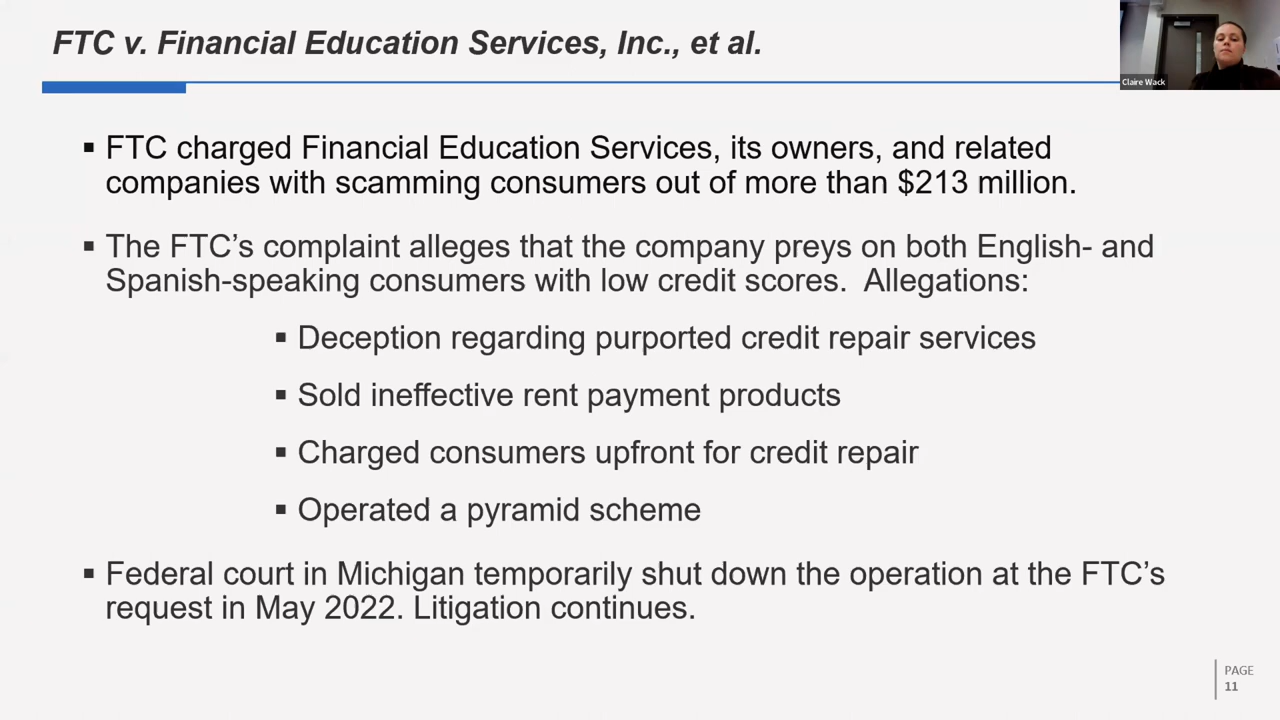 FTC v. Financial Education Services, Inc., et al.
Claire Wack
▪ FTC charged Financial Education Services, its owners, and related
companies with scamming consumers out of more than $213 million.
▪ The FTC’s complaint alleges that the company preys on both English- and
Spanish-speaking consumers with low credit scores.  Allegations:
▪ Deception regarding purported credit repair services
▪ Sold ineffective rent payment products
▪ Charged consumers upfront for credit repair
▪ Operated a pyramid scheme
▪ Federal court in Michigan temporarily shut down the operation at the FTC’s
request in May 2022. Litigation continues.
PAGE
11